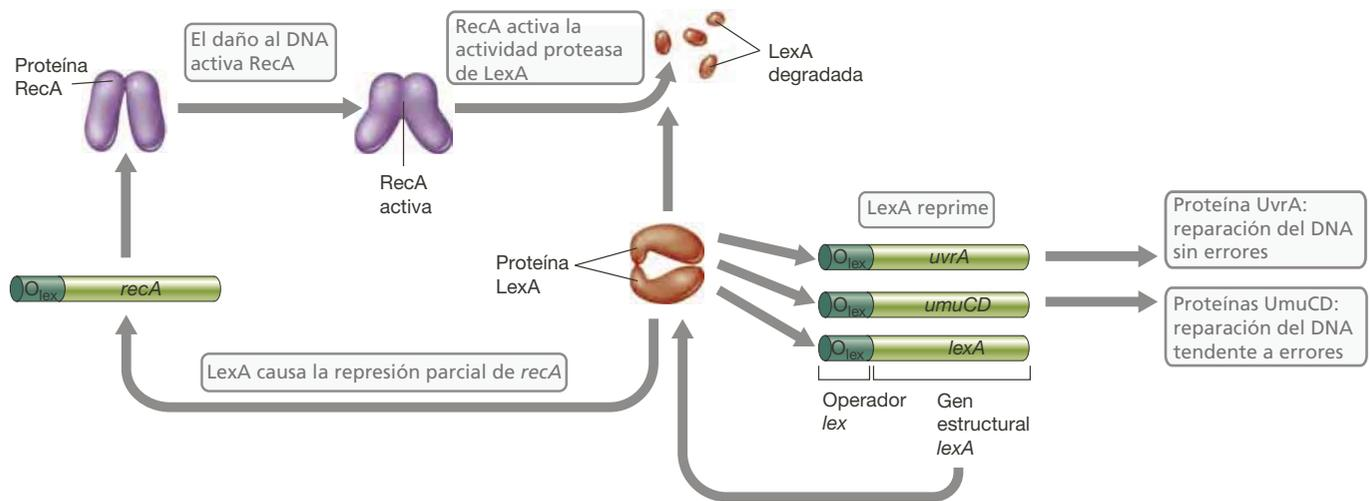 Proteína
RecA
El daño al DNA
activa RecA
RecA activa la
actividad proteasa
de LexA
LexA
degradada
RecA
activa
Proteína
LexA
LexA reprime
Olex recA
Olex uvrA
Olex umuCD
Olex lexA
Proteína UvrA:
reparación del DNA
sin errores
Proteínas UmuCD:
reparación del DNA
tendente a errores
LexA causa la represión parcial de recA
Operador
lex
Gen
estructural
lexA